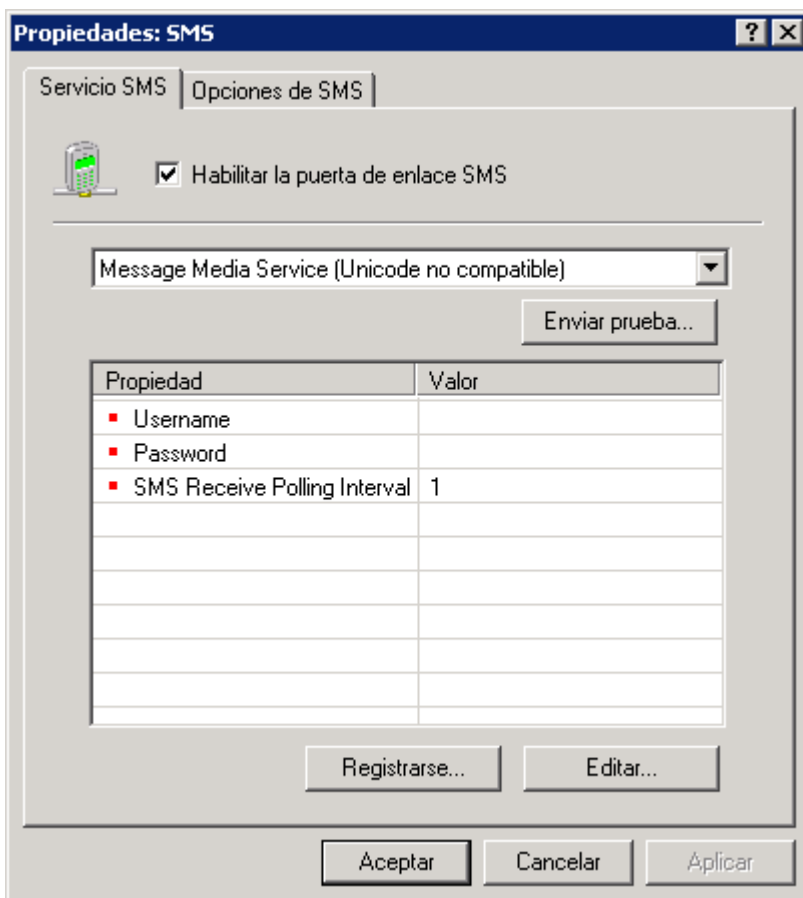 Propiedades: SMS
Servicio SMS Opciones de SMS
Habilitar la puerta de enlace SMS
Message Media Service (Unicode no compatible)
Enviar prueba...
Propiedad Valor
Username
Password
SMS Receive Polling Interval 1
Registrarse... Editar...
Aceptar Cancelar Aplicar